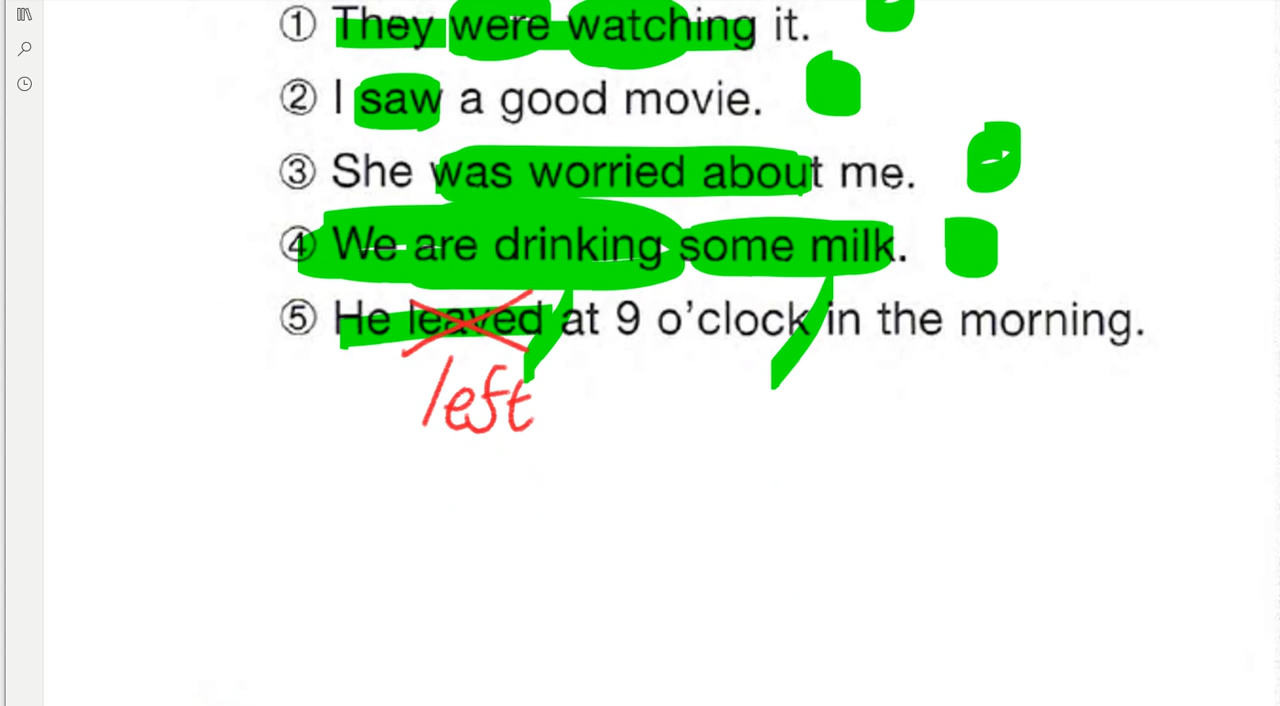 ① They were watching it.
② I saw a good movie.
③ She was worried about me.
④ We are drinking some milk.
⑤ He leaved at 9 o'clock in the morning.
left